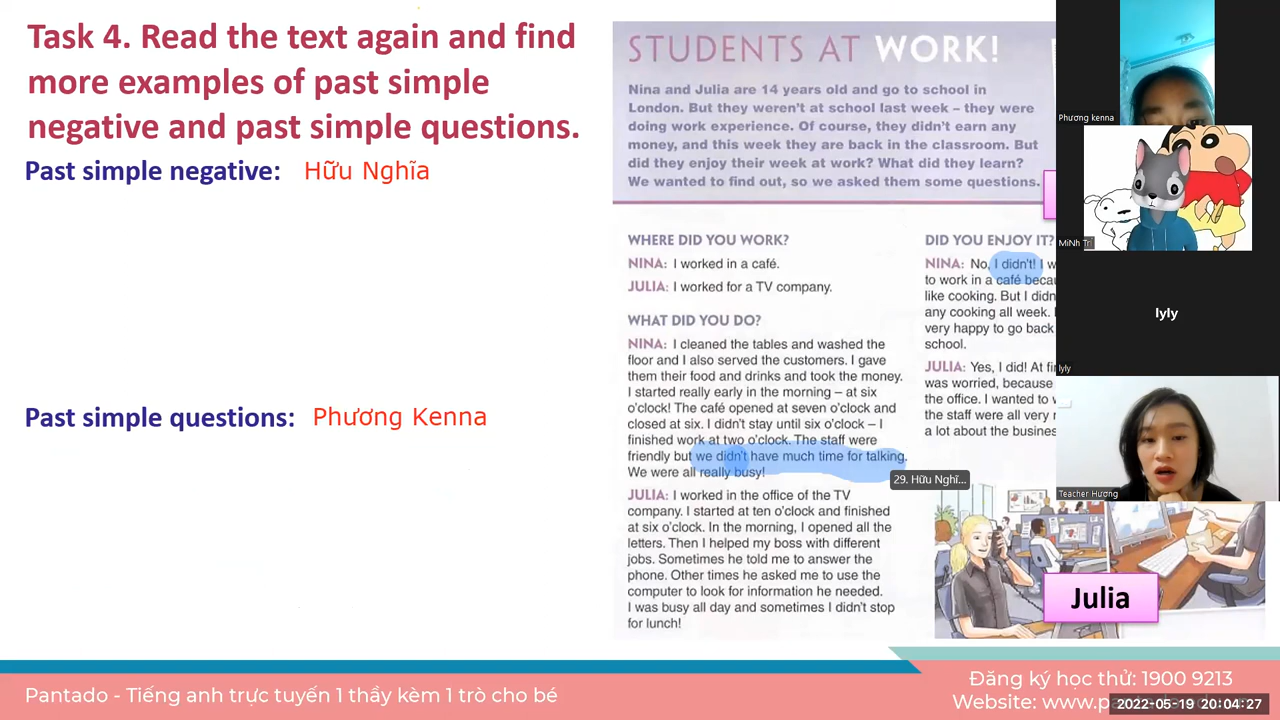 Task 4. Read the text again and find
more examples of past simple
negative and past simple questions.
Past simple negative: Hữu Nghĩa
Past simple questions: Phương Kenna
STUDENTS AT WORK!
Nina and Julia are 14 years old and go to school in
London. But they weren't at school last week – they were
doing work experience. Of course, they didn't earn any
money, and this week they are back in the classroom. But
did they enjoy their week at work? What did they learn?
We wanted to find out, so we asked them some questions.
WHERE DID YOU WORK?
NINA: I worked in a café.
JULIA: I worked for a TV company.
WHAT DID YOU DO?
NINA: I cleaned the tables and washed the
floor and I also served the customers. I gave
them their food and drinks and took the money.
I started really early in the morning – at six
o'clock! The café opened at seven o'clock and
closed at six. I didn't stay until six o'clock – I
finished work at two o'clock. The staff were
friendly but we didn't have much time for talking.
We were all really busy!
JULIA: I worked in the office of the TV
company. I started at ten o'clock and finished
at six o'clock. In the morning, I opened all the
letters. Then I helped my boss with different
jobs. Sometimes he told me to answer the
phone. Other times he asked me to use the
computer to look for information he needed.
I was busy all day and sometimes I didn't stop
for lunch!
DID YOU ENJOY IT?
NINA: No, I didn't! I
to work in a café
like cooking. But I
any cooking all week.
very happy to go back
school.
JULIA: Yes, I did! At
was worried, because
the office. I wanted to
the staff were all very
a lot about the
29. Hữu Nghĩ...
Julia
Phương kenna
MiNh Trí
lyly
lyly
Teacher Hương
Pantado - Tiếng anh trực tuyến 1 thầy kèm 1 trò cho bé
Đăng ký học thử: 1900 9213
Website:
2022-05-19 20:04:27